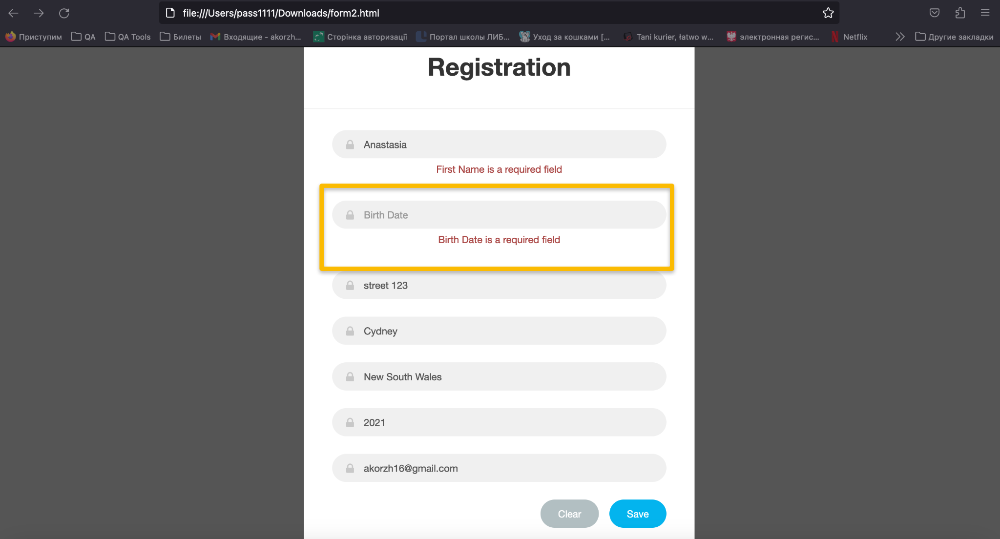 file:///Users/pass1111/Downloads/form2.html
Приступим QA QA Tools Билеты Входящие - akorzh... Сторінка авторизації Портал школы ЛИБ... Уход за кошками [... Tani kurier, łatwo w... электронная регис... Netflix Другие закладки
Registration
Anastasia
First Name is a required field
Birth Date
Birth Date is a required field
street 123
Cydney
New South Wales
2021
akorzh16@gmail.com
Clear Save